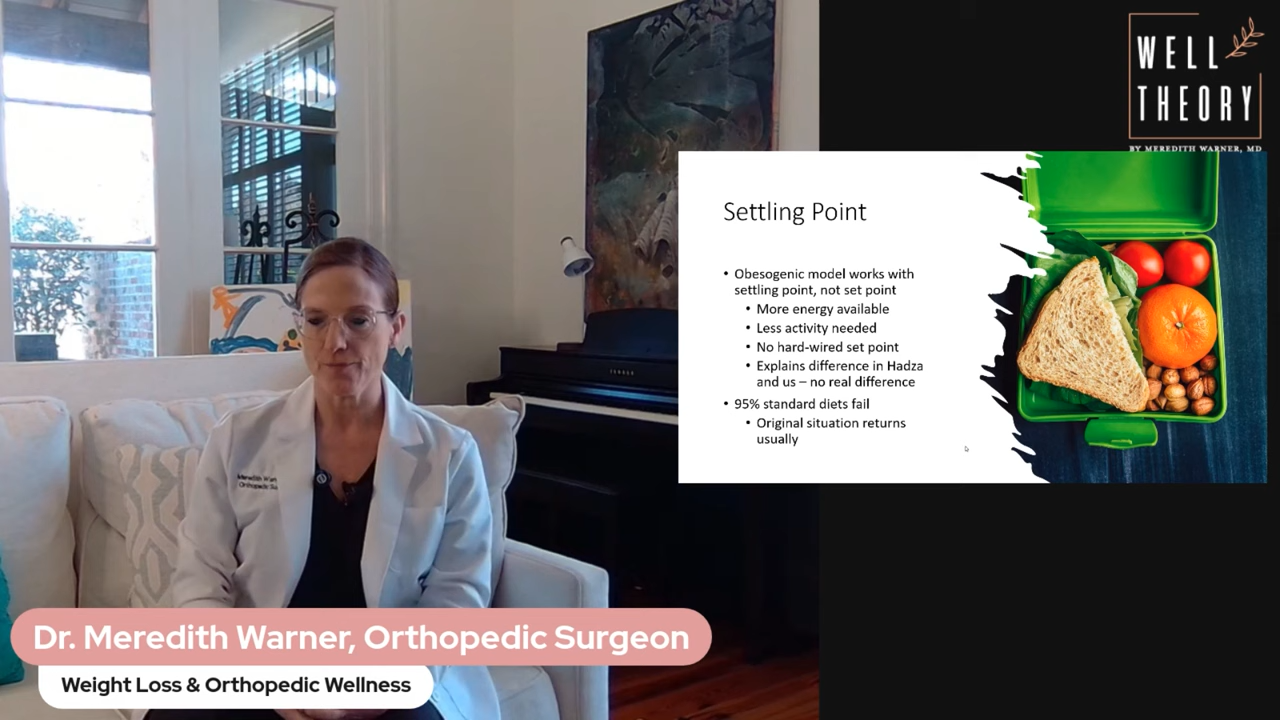 WELL
THEORY
BY MEREDITH WARNER, MD
Settling Point
• Obesogenic model works with
settling point, not set point
• More energy available
• Less activity needed
• No hard-wired set point
• Explains difference in Hadza
and us – no real difference
• 95% standard diets fail
• Original situation returns
usually
Meredith
Orthopedic
Dr. Meredith Warner, Orthopedic Surgeon
Weight Loss & Orthopedic Wellness